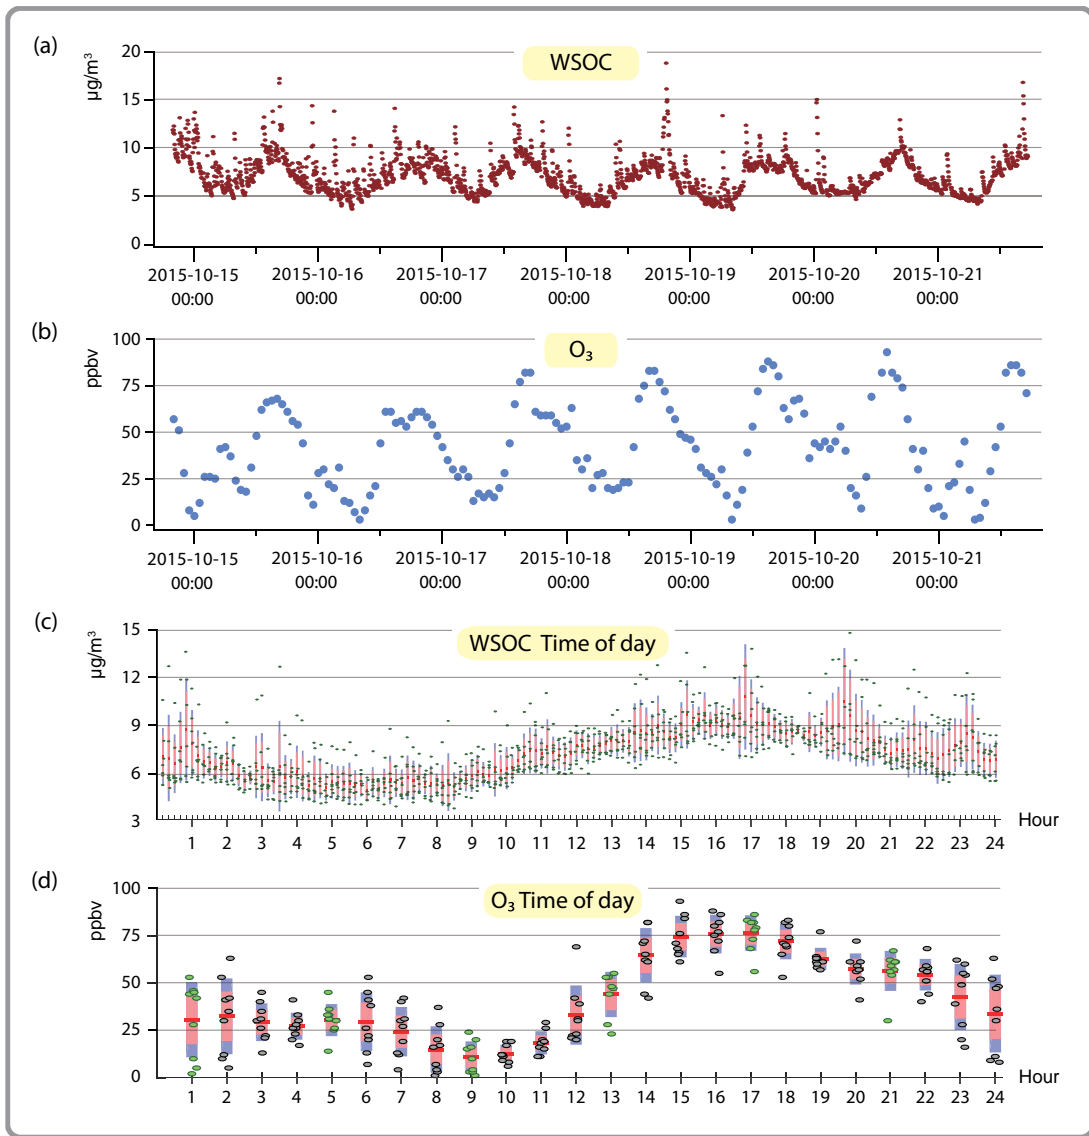 (a)
WSOC
μg/m³
20
15
10
5
0
2015-10-15 2015-10-16 2015-10-17 2015-10-18 2015-10-19 2015-10-20 2015-10-21
00:00 00:00 00:00 00:00 00:00 00:00 00:00
(b)
O₃
ppbv
100
75
50
25
0
2015-10-15 2015-10-16 2015-10-17 2015-10-18 2015-10-19 2015-10-20 2015-10-21
00:00 00:00 00:00 00:00 00:00 00:00 00:00
(c)
WSOC Time of day
μg/m³
15
12
9
6
3
1 2 3 4 5 6 7 8 9 10 11 12 13 14 15 16 17 18 19 20 21 22 23 24
Hour
(d)
O₃ Time of day
ppbv
100
75
50
25
0
1 2 3 4 5 6 7 8 9 10 11 12 13 14 15 16 17 18 19 20 21 22 23 24
Hour